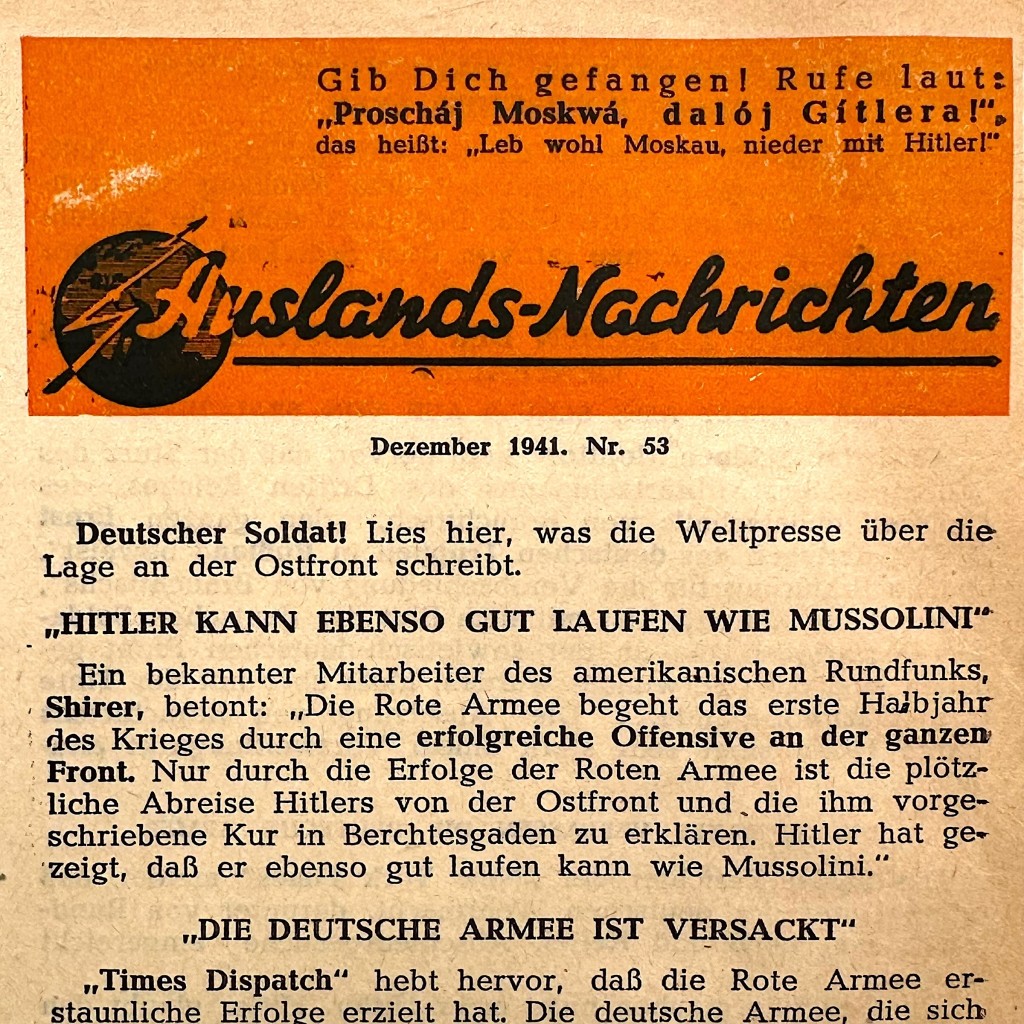 Gib Dich gefangen! Rufe laut:
„Proscháj Moskwá, dalój Gítlera!“,
das heißt: „Leb wohl Moskau, nieder mit Hitler!“
Auslands-Nachrichten
Dezember 1941. Nr. 53
Deutscher Soldat! Lies hier, was die Weltpresse über die
Lage an der Ostfront schreibt.
„HITLER KANN EBENSO GUT LAUFEN WIE MUSSOLINI“
Ein bekannter Mitarbeiter des amerikanischen Rundfunks,
Shirer, betont: „Die Rote Armee begeht das erste Halbjahr
des Krieges durch eine erfolgreiche Offensive an der ganzen
Front. Nur durch die Erfolge der Roten Armee ist die plötz-
liche Abreise Hitlers von der Ostfront und die ihm vorge-
schriebene Kur in Berchtesgaden zu erklären. Hitler hat ge-
zeigt, daß er ebenso gut laufen kann wie Mussolini.“
„DIE DEUTSCHE ARMEE IST VERSACKT“
„Times Dispatch“ hebt hervor, daß die Rote Armee er-
staunliche Erfolge erzielt hat. Die deutsche Armee, die sich